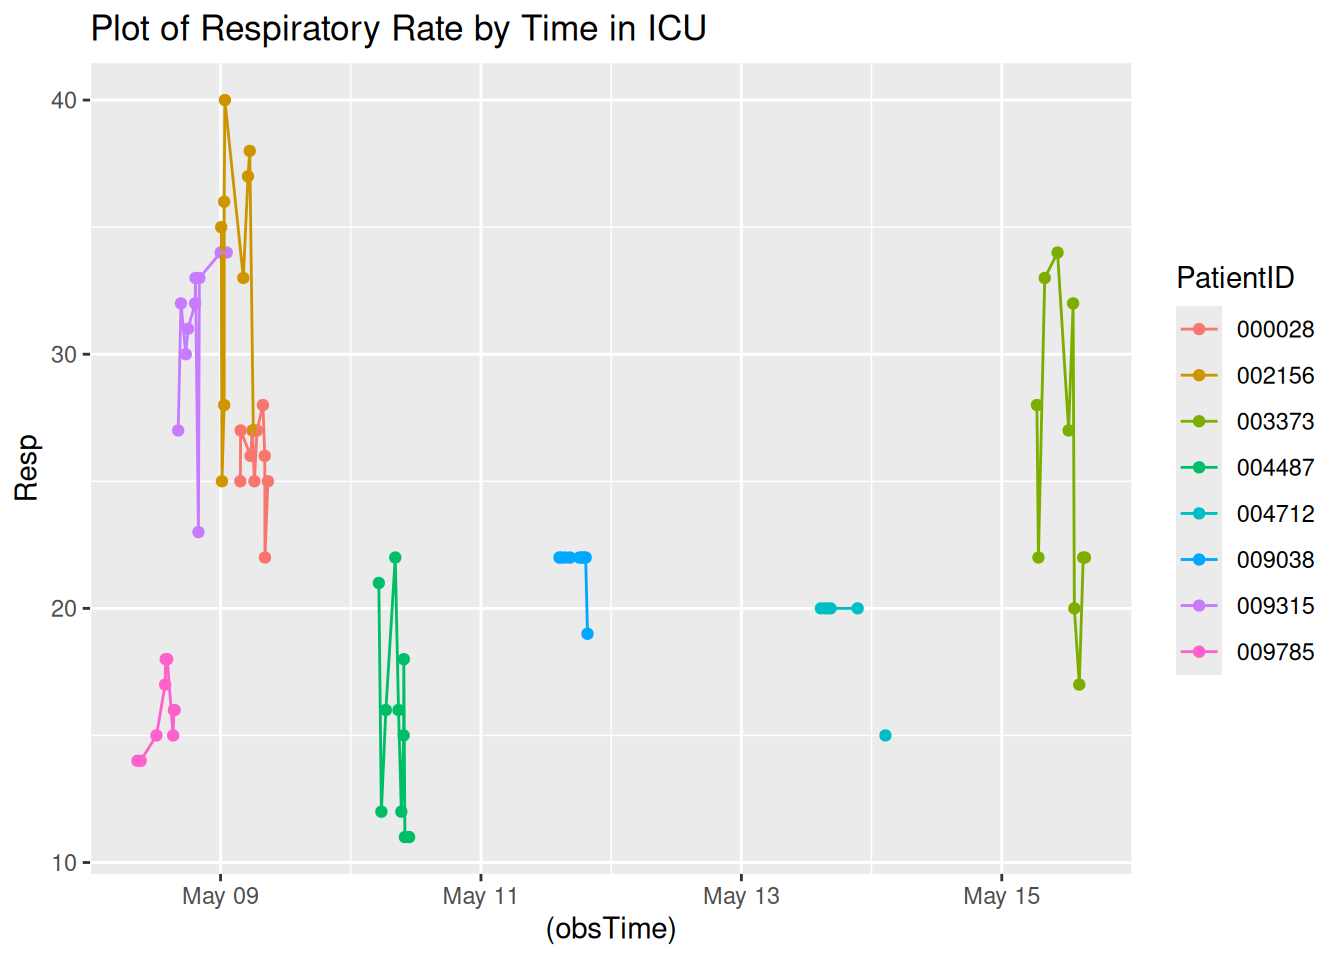 Plot of Respiratory Rate by Time in ICU
40
30
20
10
Resp
May 09
May 11
May 13
May 15
(obsTime)
PatientID
000028
002156
003373
004487
004712
009038
009315
009785